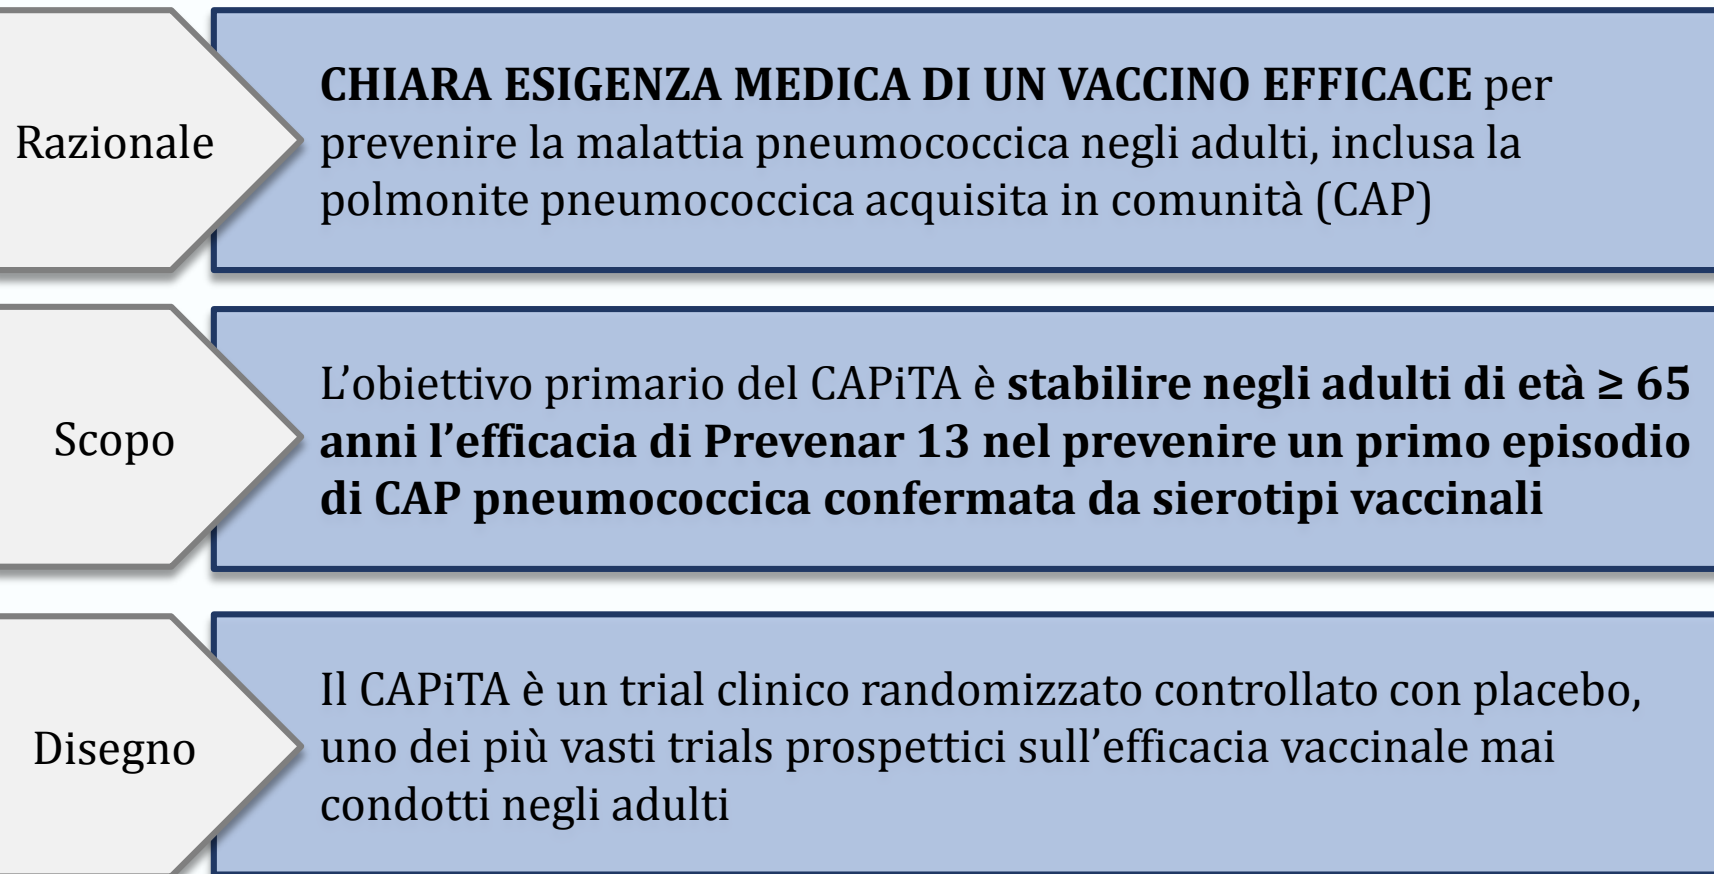 Razionale
CHIARA ESIGENZA MEDICA DI UN VACCINO EFFICACE per
prevenire la malattia pneumococcica negli adulti, inclusa la
polmonite pneumococcica acquisita in comunità (CAP)
Scopo
L’obiettivo primario del CAPiTA è stabilire negli adulti di età ≥ 65
anni l’efficacia di Prevenar 13 nel prevenire un primo episodio
di CAP pneumococcica confermata da sierotipi vaccinali
Disegno
Il CAPiTA è un trial clinico randomizzato controllato con placebo,
uno dei più vasti trials prospettici sull’efficacia vaccinale mai
condotti negli adulti